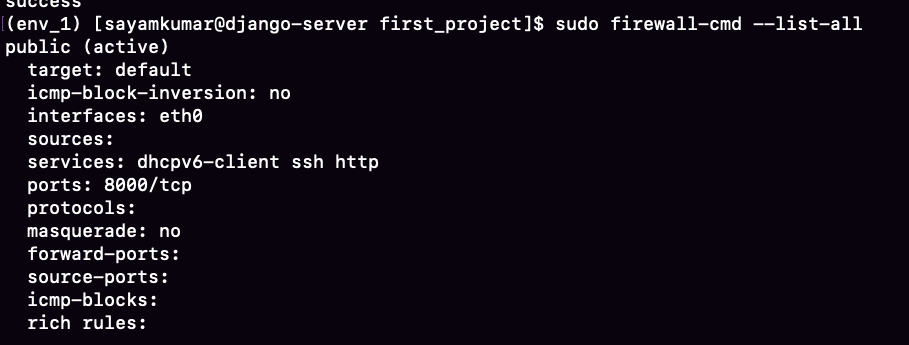 success
(env_1) [sayamkumar@django-server first_project]$ sudo firewall-cmd --list-all
public (active)
  target: default
  icmp-block-inversion: no
  interfaces: eth0
  sources:
  services: dhcpv6-client ssh http
  ports: 8000/tcp
  protocols:
  masquerade: no
  forward-ports:
  source-ports:
  icmp-blocks:
  rich rules: